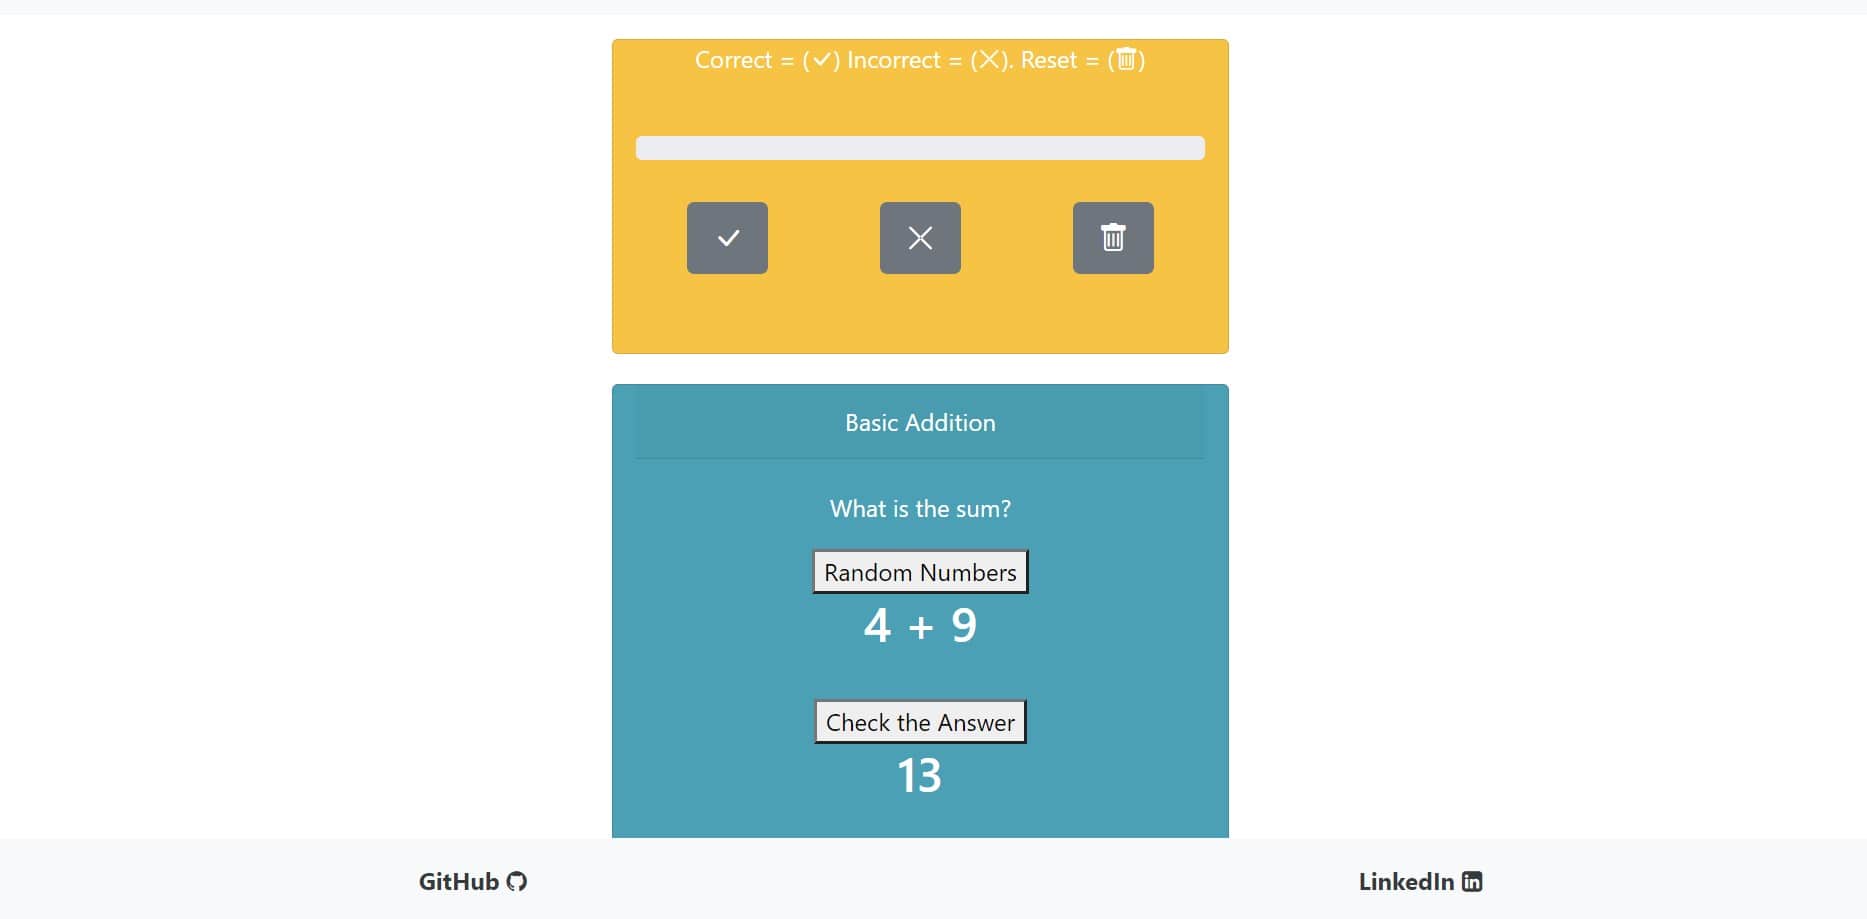 Correct = (✓) Incorrect = (✕). Reset = (🗑)
Basic Addition
What is the sum?
Random Numbers
4 + 9
Check the Answer
13
GitHub
LinkedIn